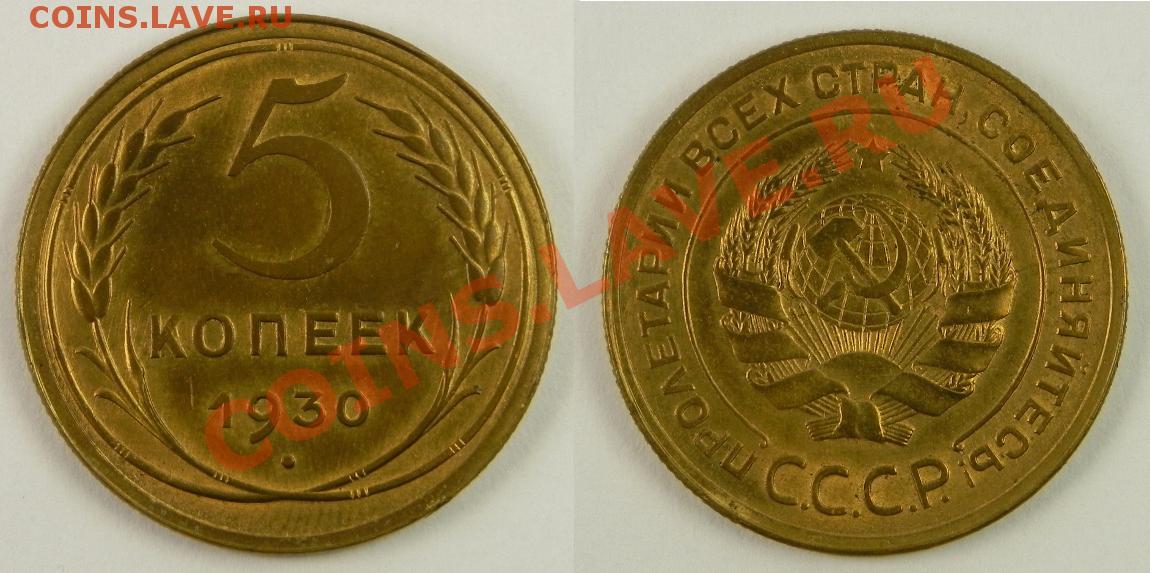 COINS.LAVE.RU
5
КОПЕЕК
1930
COINS.LAVE.RU
ПРОЛЕТАРИИ ВСЕХ СТРАН, СОЕДИНЯЙТЕСЬ!
С.С.С.Р.